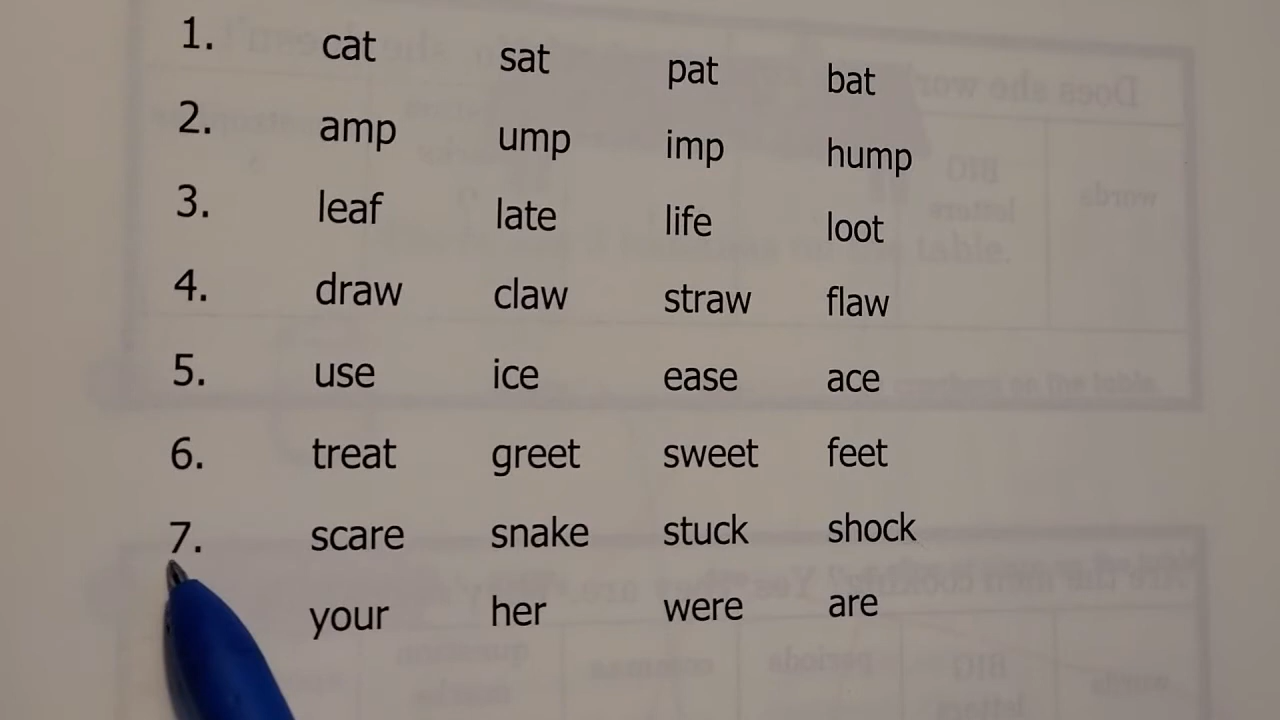 1. cat sat pat bat
2. amp ump imp hump
3. leaf late life loot
4. draw claw straw flaw
5. use ice ease ace
6. treat greet sweet feet
7. scare snake stuck shock
your her were are